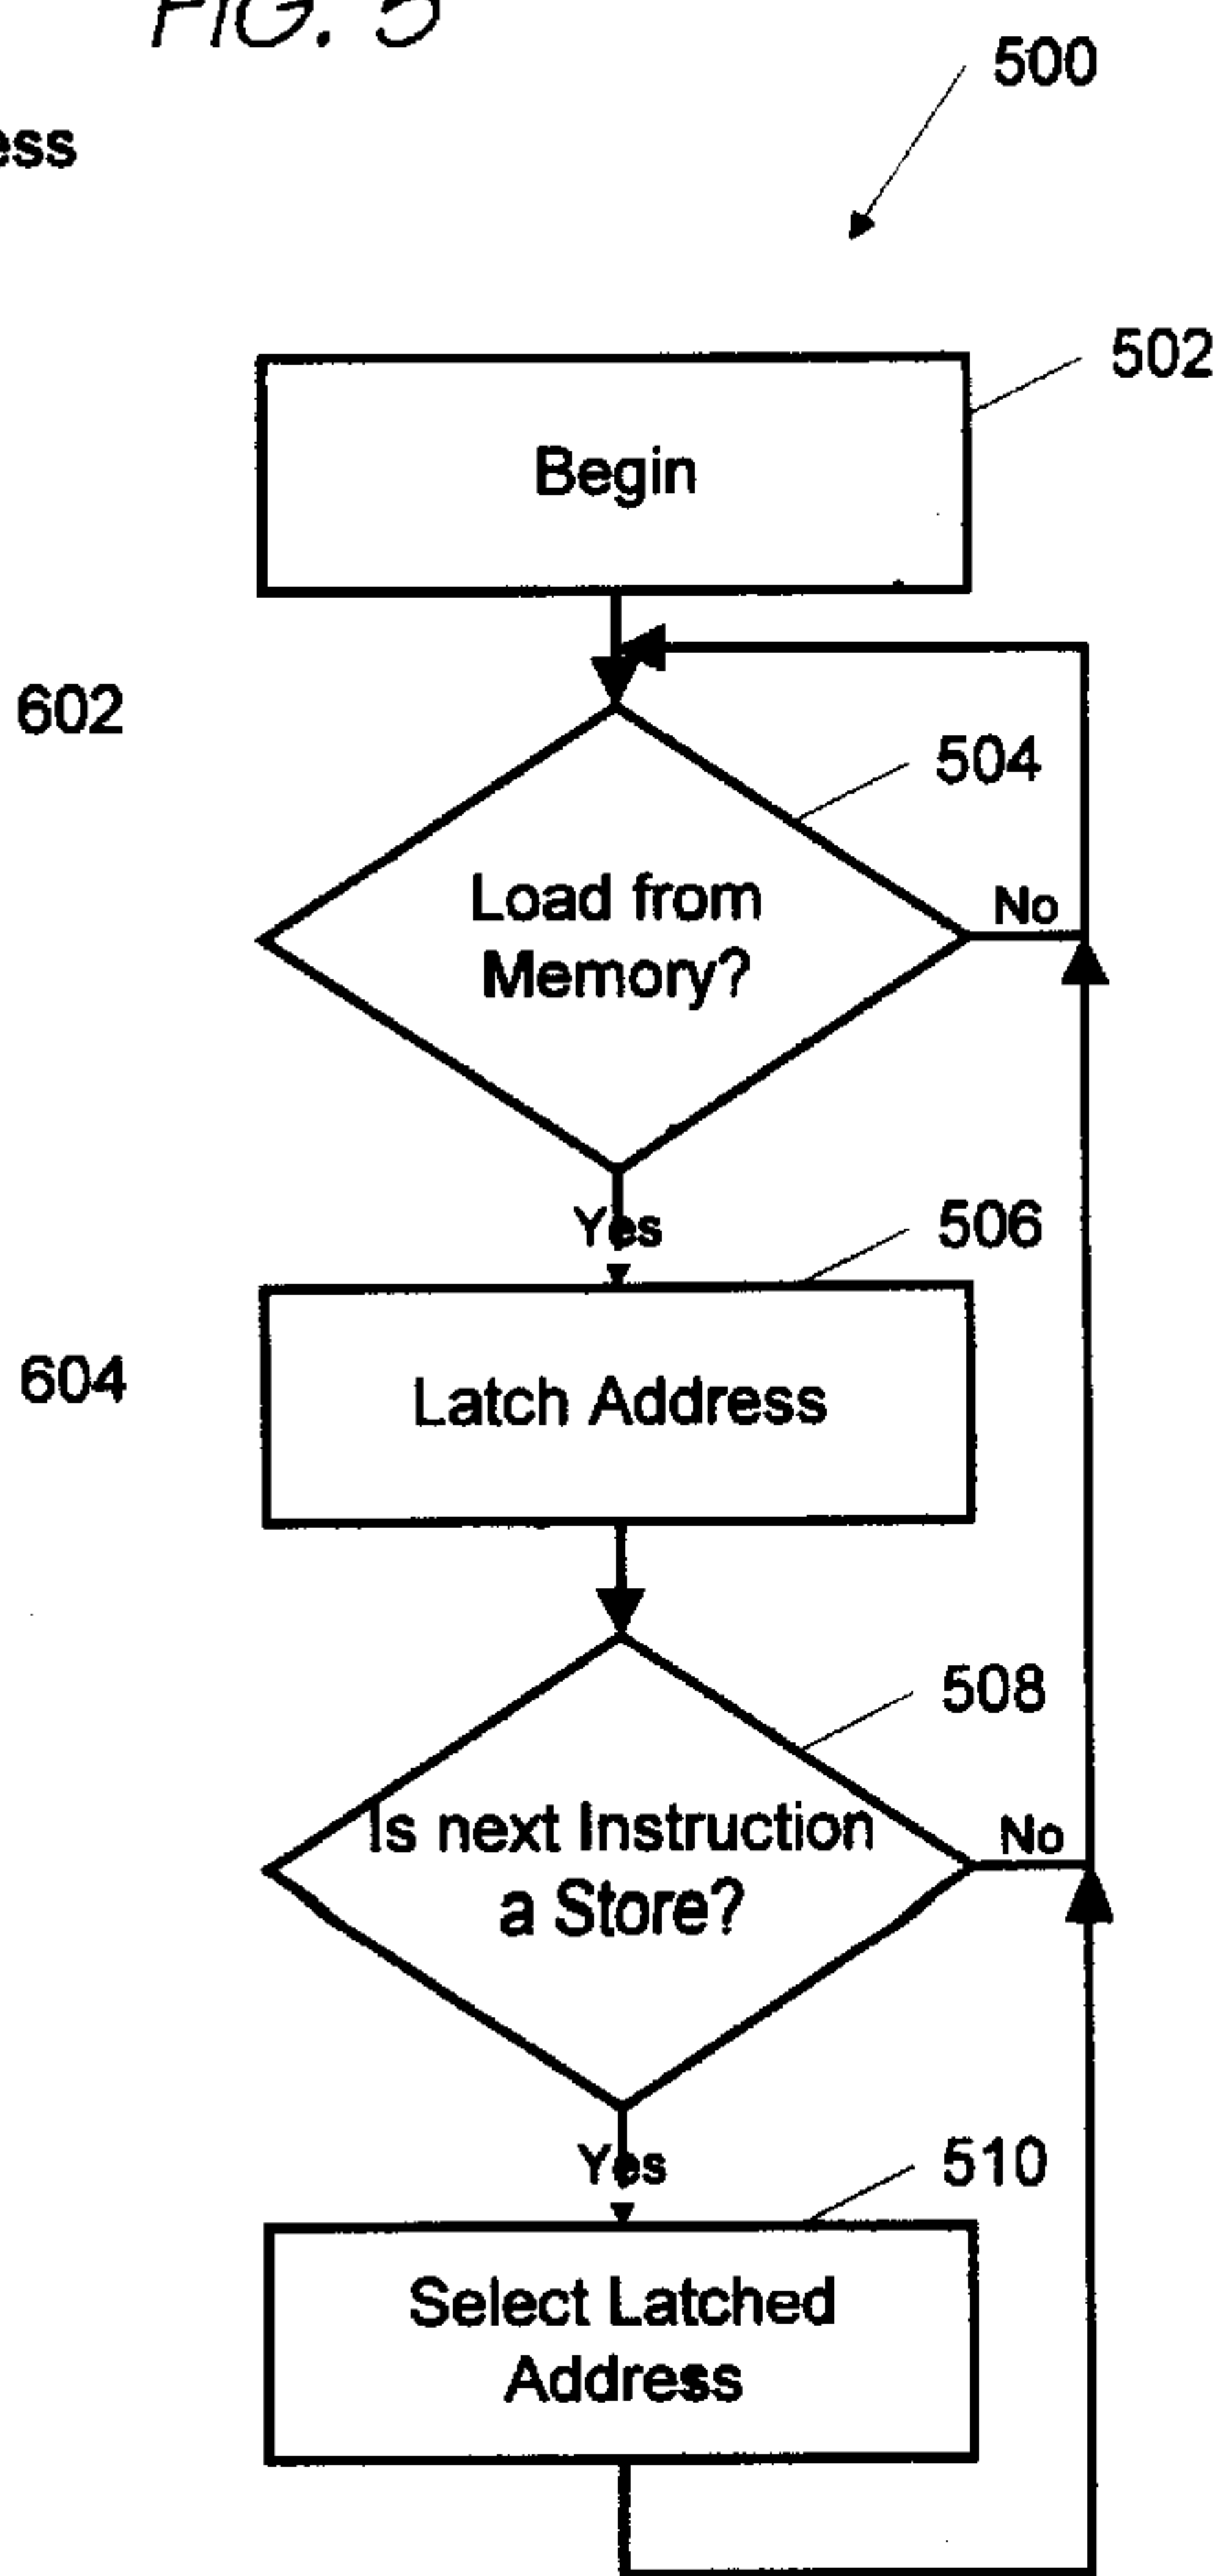 FIG. 5
500
502
Begin
602
504
Load from
Memory?
No
Yes
506
604
Latch Address
508
Is next Instruction
a Store?
No
Yes
510
Select Latched
Address